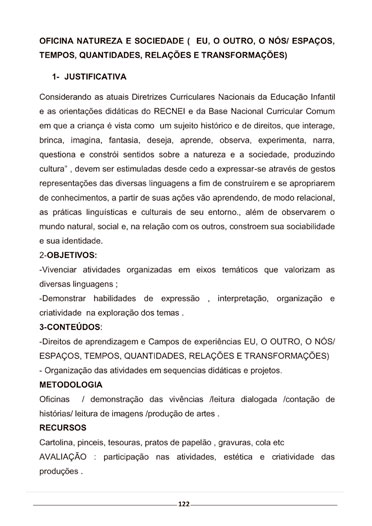 OFICINA NATUREZA E SOCIEDADE ( EU, O OUTRO, O NÓS/ ESPAÇOS,
TEMPOS, QUANTIDADES, RELAÇÕES E TRANSFORMAÇÕES)
1- JUSTIFICATIVA
Considerando as atuais Diretrizes Curriculares Nacionais da Educação Infantil
e as orientações didáticas do RECNEI e da Base Nacional Curricular Comum
em que a criança é vista como um sujeito histórico e de direitos, que interage,
brinca, imagina, fantasia, deseja, aprende, observa, experimenta, narra,
questiona e constrói sentidos sobre a natureza e a sociedade, produzindo
cultura" , devem ser estimuladas desde cedo a expressar-se através de gestos
representações das diversas linguagens a fim de construírem e se apropriarem
de conhecimentos, a partir de suas ações vão aprendendo, de modo relacional,
as práticas linguísticas e culturais de seu entorno., além de observarem o
mundo natural, social e, na relação com os outros, constroem sua sociabilidade
e sua identidade.
2-OBJETIVOS:
-Vivenciar atividades organizadas em eixos temáticos que valorizam as
diversas linguagens ;
-Demonstrar habilidades de expressão , interpretação, organização e
criatividade na exploração dos temas .
3-CONTEÚDOS:
-Direitos de aprendizagem e Campos de experiências EU, O OUTRO, O NÓS/
ESPAÇOS, TEMPOS, QUANTIDADES, RELAÇÕES E TRANSFORMAÇÕES)
- Organização das atividades em sequencias didáticas e projetos.
METODOLOGIA
Oficinas / demonstração das vivências /leitura dialogada /contação de
histórias/ leitura de imagens /produção de artes .
RECURSOS
Cartolina, pinceis, tesouras, pratos de papelão , gravuras, cola etc
AVALIAÇÃO : participação nas atividades, estética e criatividade das
produções .
122